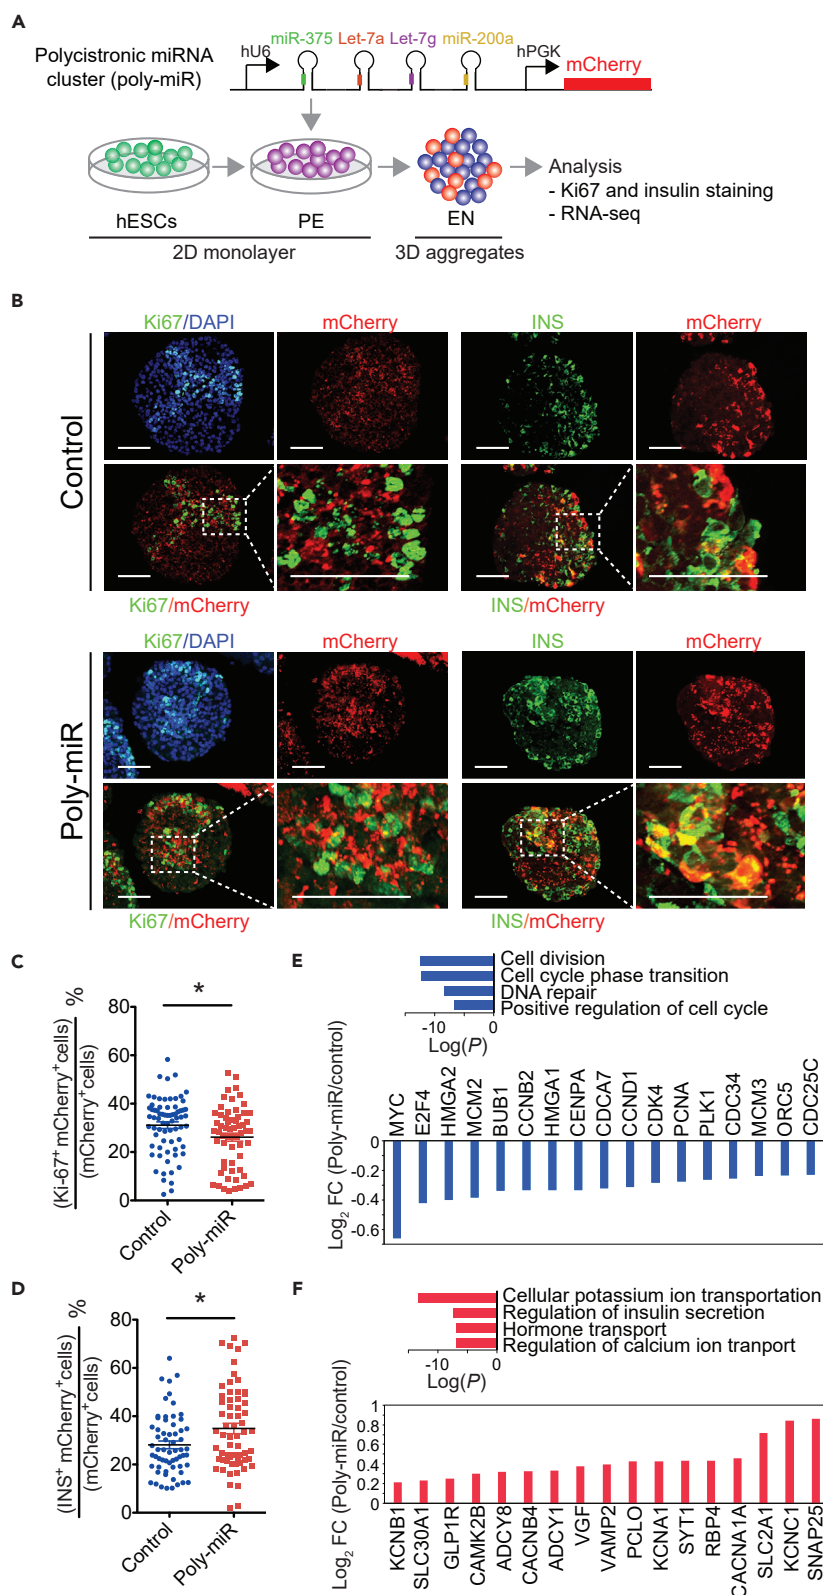 A
miR-375 Let-7a Let-7g miR-200a
hU6
hPGK
mCherry
Polycistronic miRNA
cluster (poly-miR)
hESCs
PE
EN
2D monolayer
3D aggregates
Analysis
- Ki67 and insulin staining
- RNA-seq
B
Control
Ki67/DAPI
mCherry
INS
mCherry
Ki67/mCherry
INS/mCherry
Poly-miR
Ki67/DAPI
mCherry
INS
mCherry
Ki67/mCherry
INS/mCherry
C
(Ki-67+ mCherry+cells)
(mCherry+cells)
%
80
60
40
20
0
*
Control
Poly-miR
D
(INS+ mCherry+cells)
(mCherry+cells)
%
80
60
40
20
0
*
Control
Poly-miR
E
Cell division
Cell cycle phase transition
DNA repair
Positive regulation of cell cycle
-10
0
Log(P)
Log2 FC (Poly-miR/control)
MYC
E2F4
HMGA2
MCM2
BUB1
CCNB2
HMGA1
CENPA
CDCA7
CCND1
CDK4
PCNA
PLK1
CDC34
MCM3
ORC5
CDC25C
0
-0.2
-0.4
-0.6
F
Cellular potassium ion transportation
Regulation of insulin secretion
Hormone transport
Regulation of calcium ion tranport
-10
0
Log(P)
Log2 FC (Poly-miR/control)
1
0.8
0.6
0.4
0.2
0
KCNB1
SLC30A1
GLP1R
CAMK2B
ADCY8
CACNB4
ADCY1
VGF
VAMP2
PCLO
KCNA1
SYT1
RBP4
CACNA1A
SLC2A1
KCNC1
SNAP25